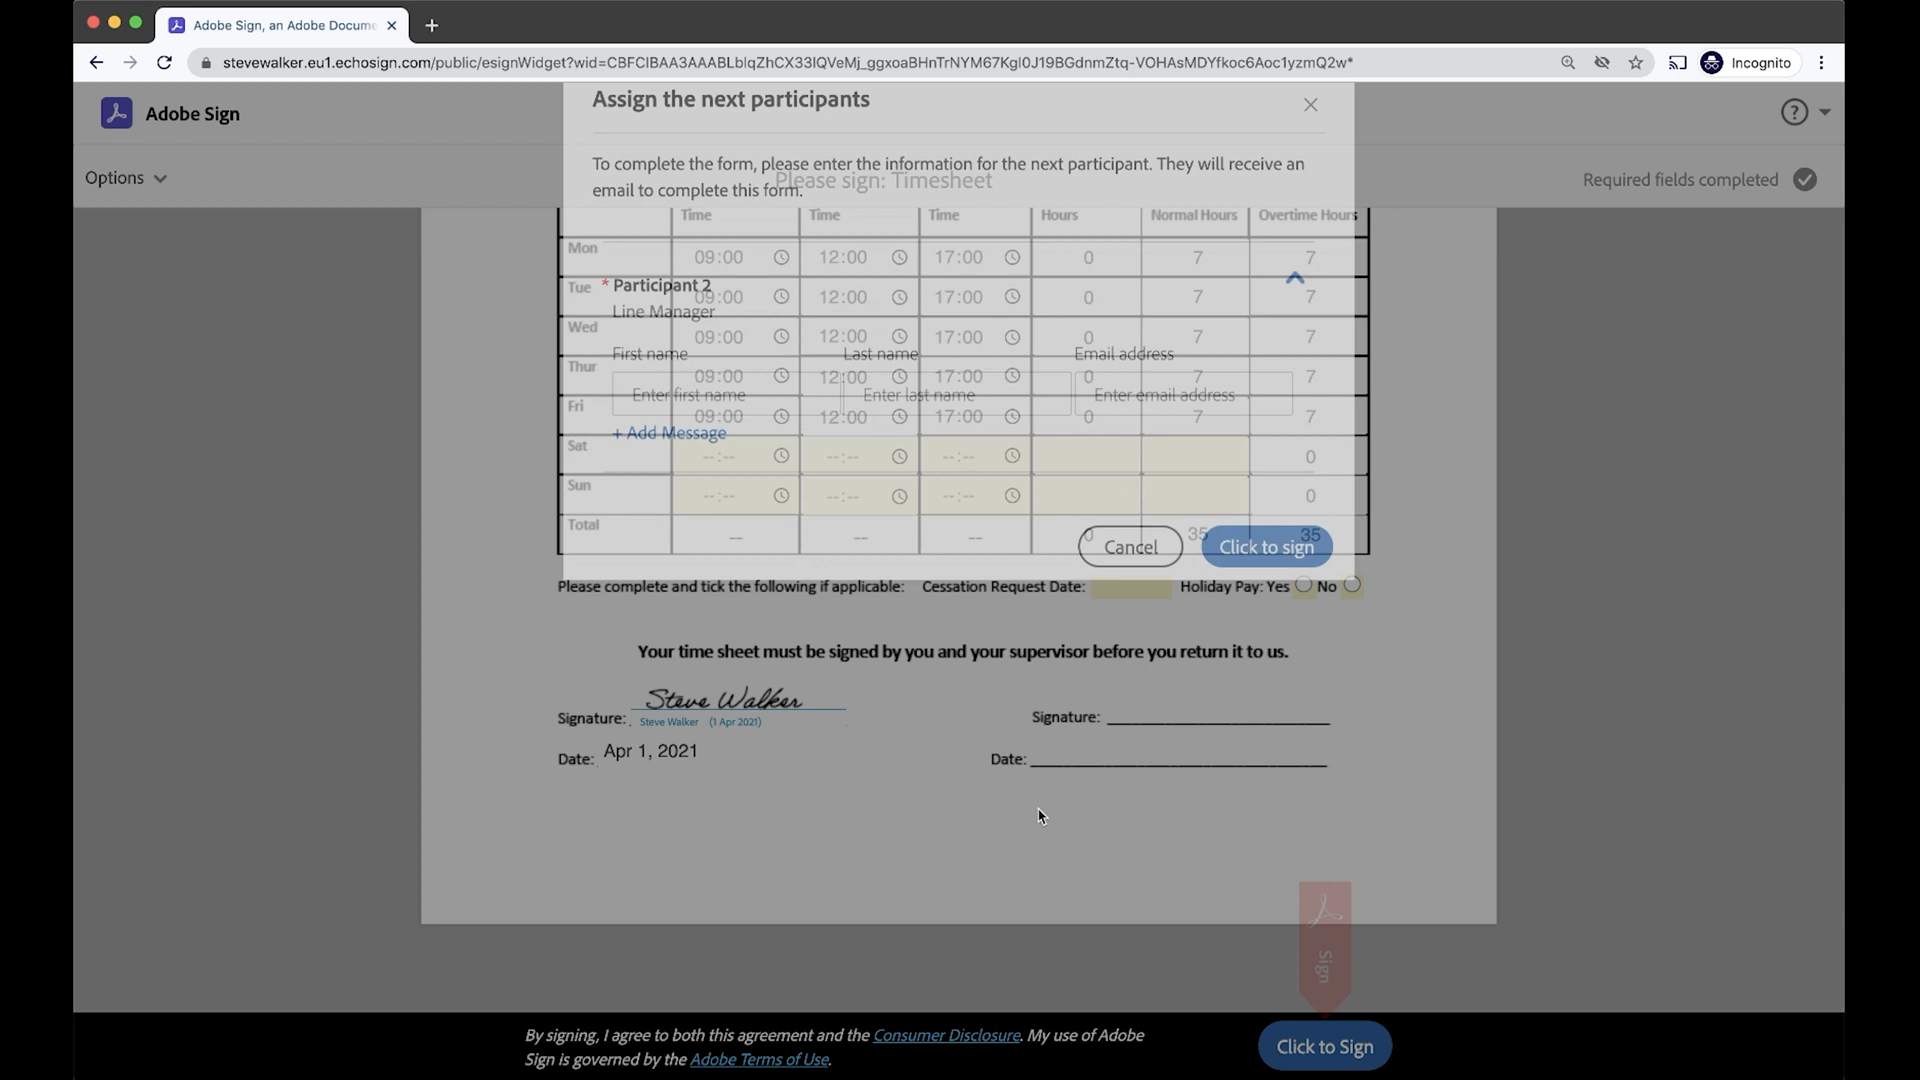 Adobe Sign, an Adobe Docume
stevewalker.eu1.echosign.com/public/esignWidget?wid=CBFCIBAA3AAABLblqZhCX33IQVeMj_ggxoaBHnTrNYM67KgI0J19BGdnmZtq-VOHAsMDYfkoc6Aoc1yzmQ2w*
Incognito
Adobe Sign
Assign the next participants
Options
To complete the form, please enter the information for the next participant. They will receive an
email to complete this form.
Please sign: Timesheet
Required fields completed
Time Time Time Hours Normal Hours Overtime Hours
Mon 09:00 12:00 17:00 0 7 7
* Participant 2
Line Manager
Tue 09:00 12:00 17:00 0 7 7
Wed 09:00 12:00 17:00 0 7 7
First name Last name Email address
Thur 09:00 12:00 17:00 0 7 7
Enter first name Enter last name Enter email address
Fri 09:00 12:00 17:00 0 7 7
+ Add Message
Sat --:-- --:-- --:-- 0
Sun --:-- --:-- --:-- 0
Total -- -- -- 0 35 35
Cancel Click to sign
Please complete and tick the following if applicable: Cessation Request Date: Holiday Pay: Yes No
Your time sheet must be signed by you and your supervisor before you return it to us.
Steve Walker
Signature: Steve Walker (1 Apr 2021) Signature:
Date: Apr 1, 2021 Date:
Sign
By signing, I agree to both this agreement and the Consumer Disclosure. My use of Adobe
Sign is governed by the Adobe Terms of Use.
Click to Sign